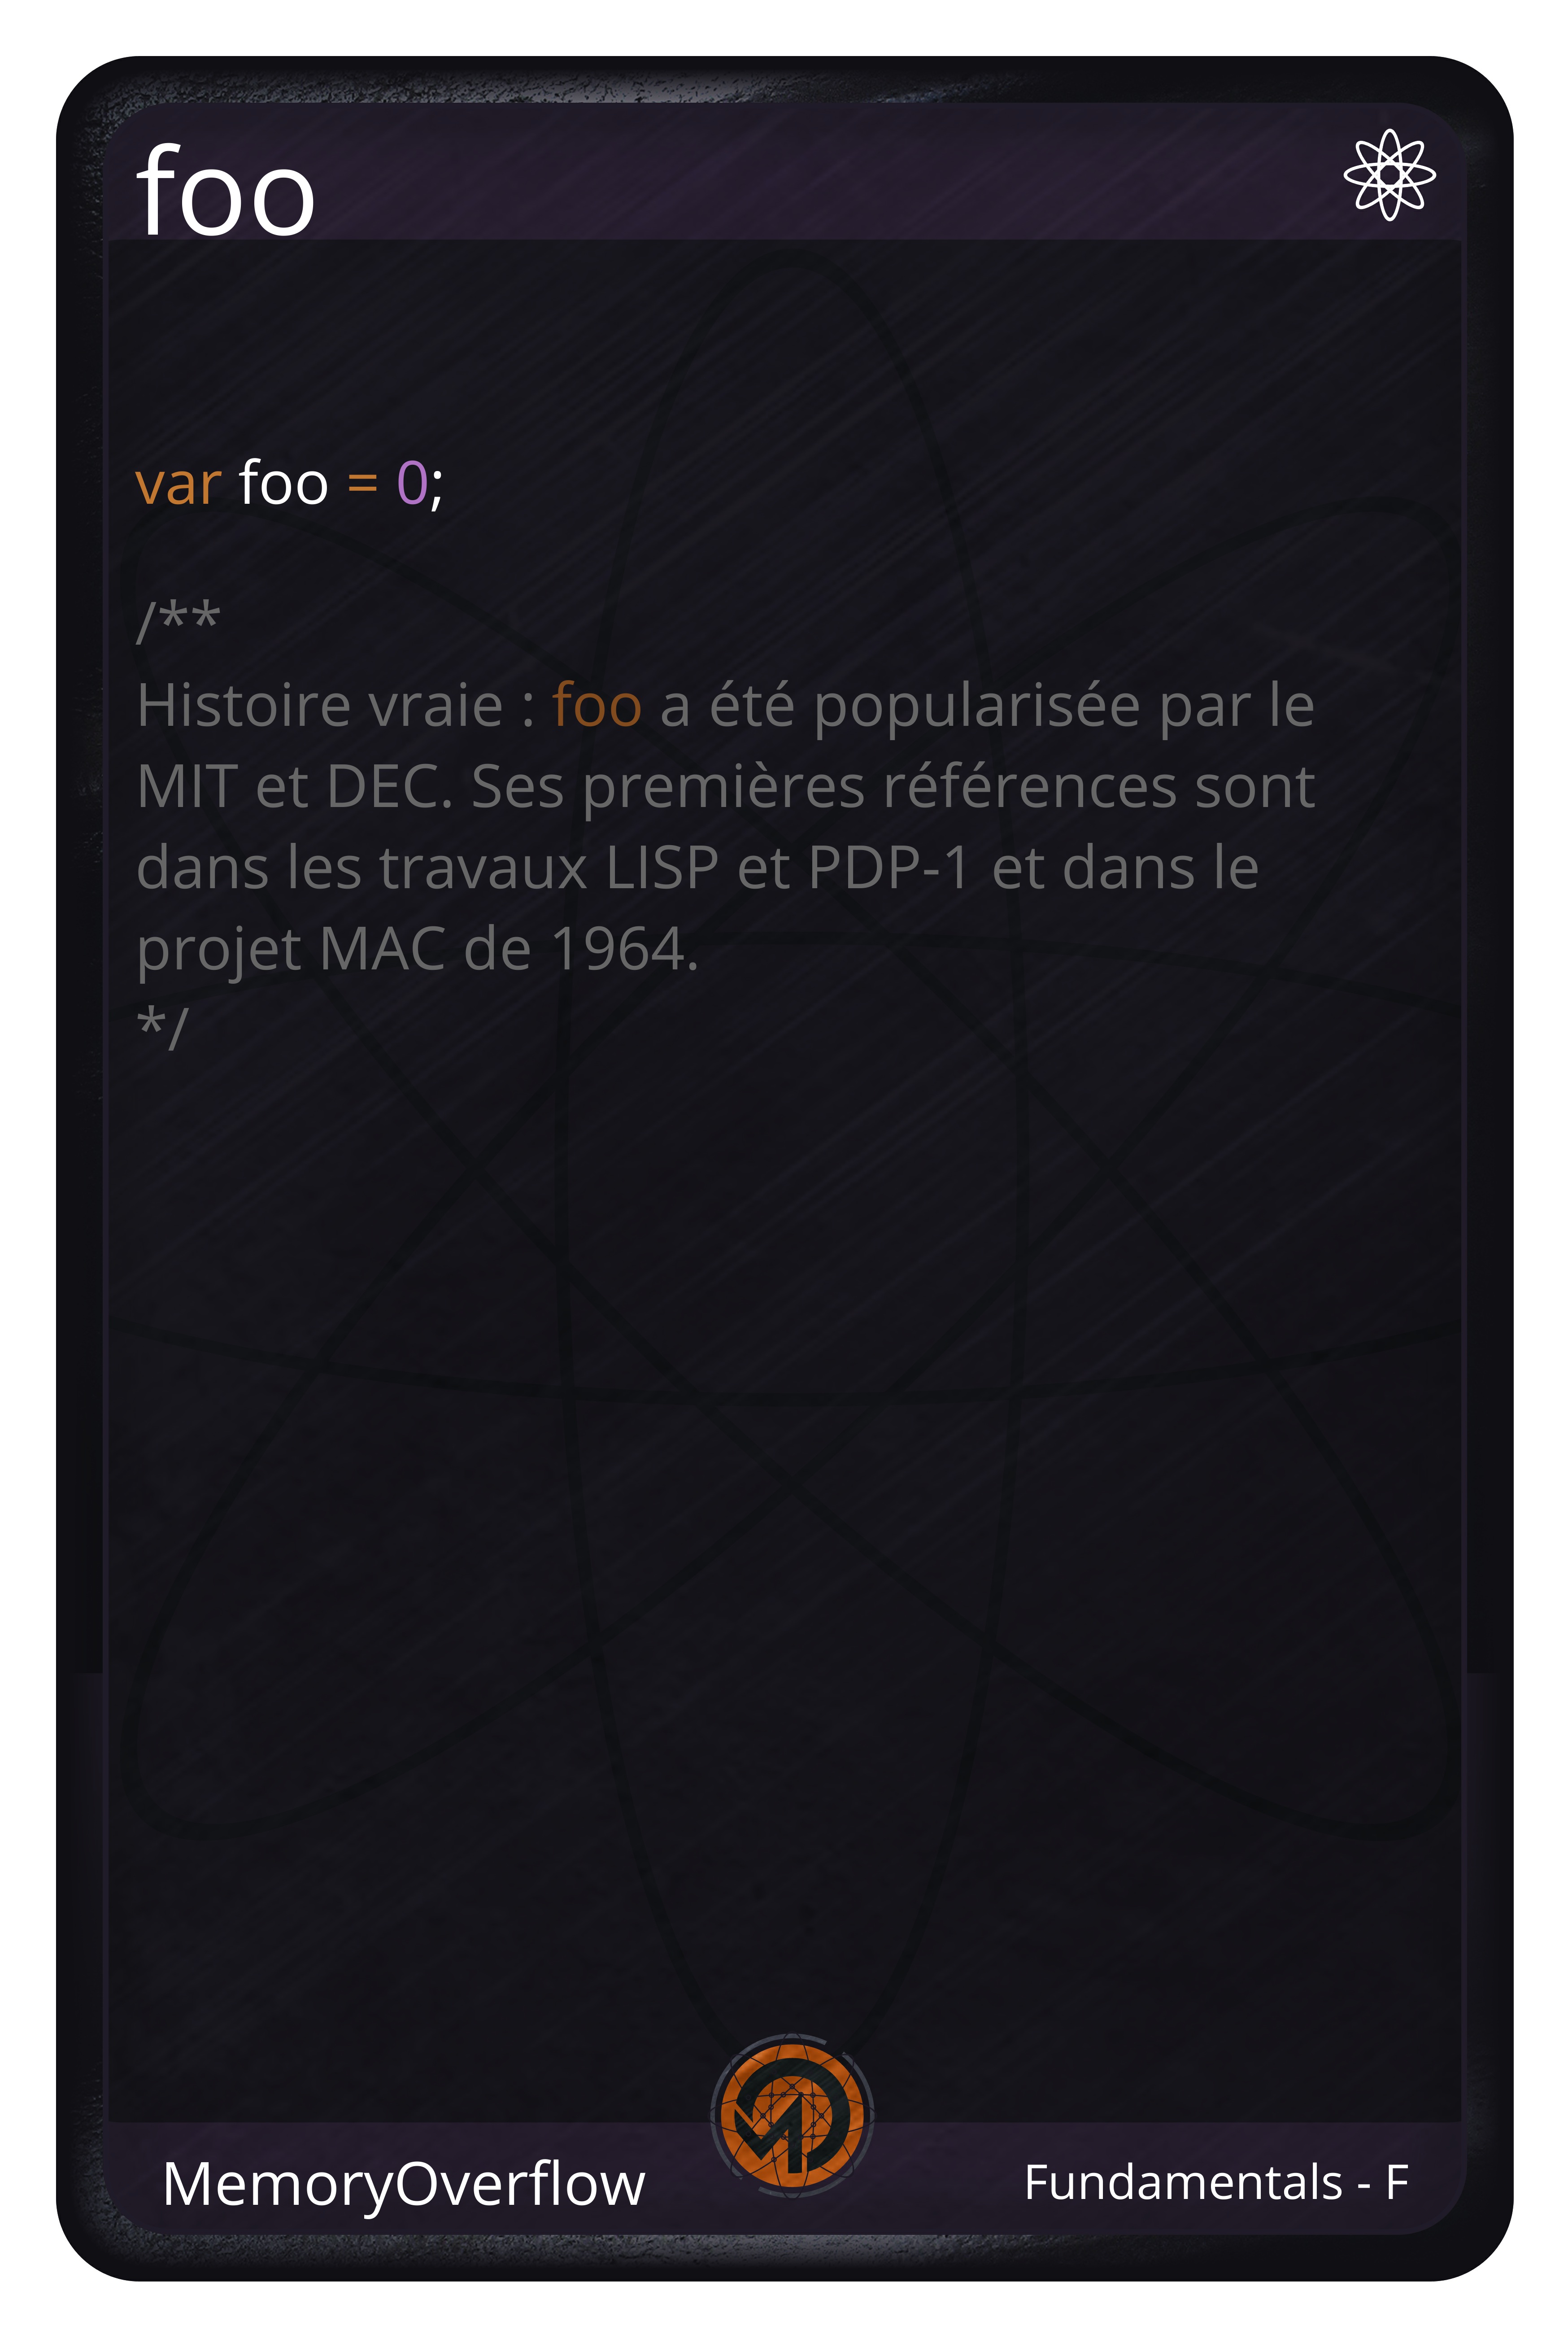 foo
var foo = 0;
/**
Histoire vraie : foo a été popularisée par le
MIT et DEC. Ses premières références sont
dans les travaux LISP et PDP-1 et dans le
projet MAC de 1964.
*/
MemoryOverflow
Fundamentals - F